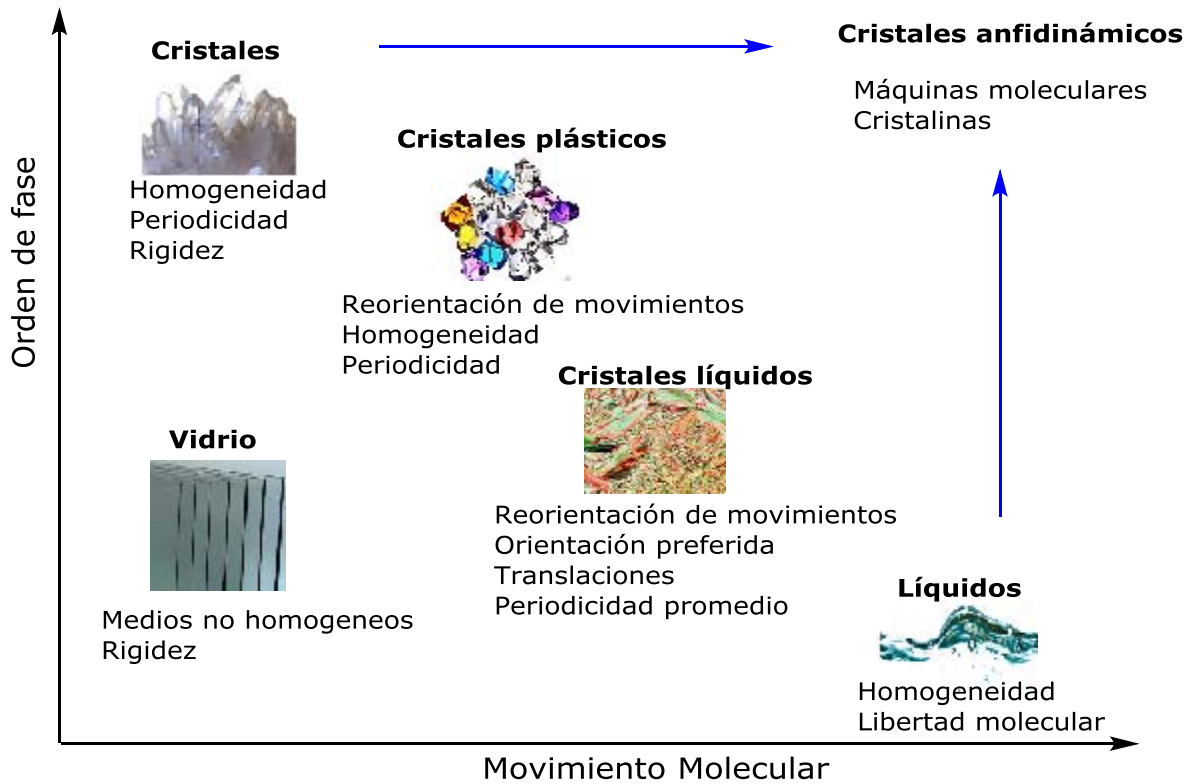 Cristales
Homogeneidad
Periodicidad
Rigidez
Cristales anfidinámicos
Máquinas moleculares
Cristalinas
Cristales plásticos
Reorientación de movimientos
Homogeneidad
Periodicidad
Cristales líquidos
Reorientación de movimientos
Orientación preferida
Translaciones
Periodicidad promedio
Vidrio
Medios no homogeneos
Rigidez
Líquidos
Homogeneidad
Libertad molecular
Orden de fase
Movimiento Molecular